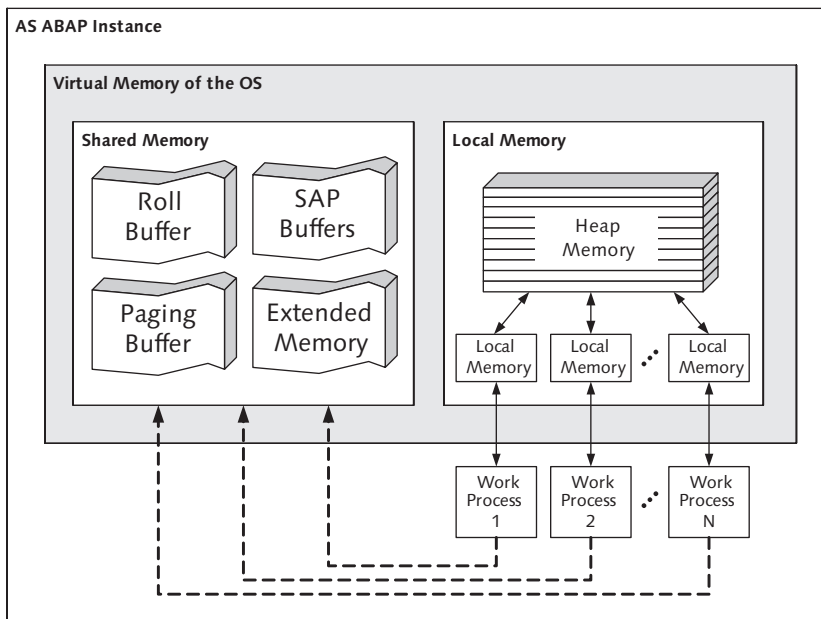 AS ABAP Instance
Virtual Memory of the OS
Shared Memory
Roll
Buffer
SAP
Buffers
Paging
Buffer
Extended
Memory
Local Memory
Heap
Memory
Local
Memory
Local
Memory
Local
Memory
Work
Process
1
Work
Process
2
Work
Process
N